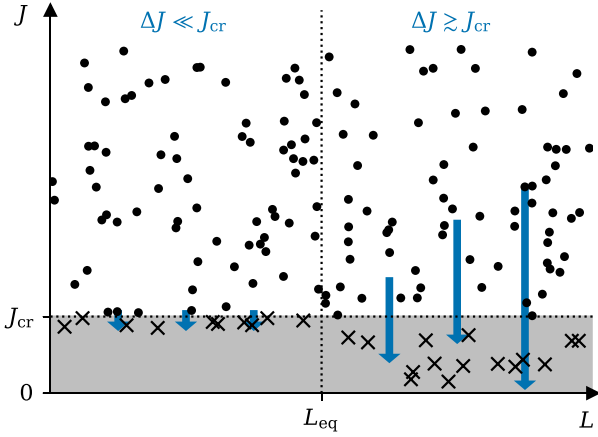 J
ΔJ ≪ J_cr
ΔJ ≳ J_cr
J_cr
0
L_eq
L